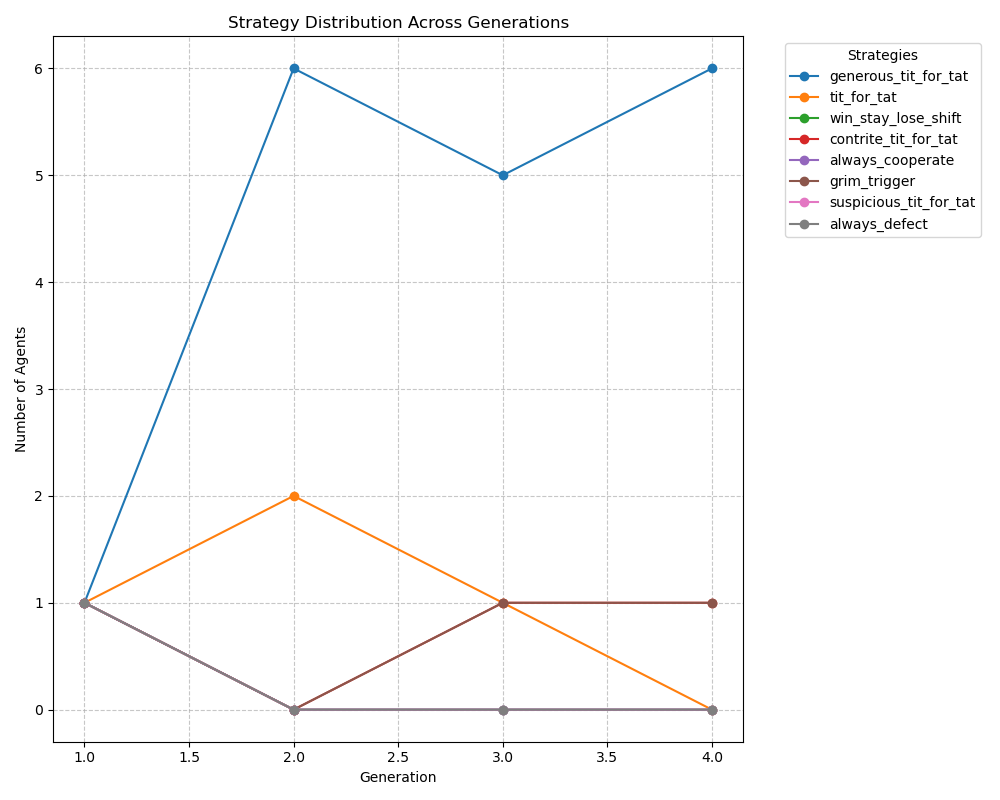 Strategy Distribution Across Generations
Number of Agents
6
5
4
3
2
1
0
1.0 1.5 2.0 2.5 3.0 3.5 4.0
Generation
Strategies
generous_tit_for_tat
tit_for_tat
win_stay_lose_shift
contrite_tit_for_tat
always_cooperate
grim_trigger
suspicious_tit_for_tat
always_defect